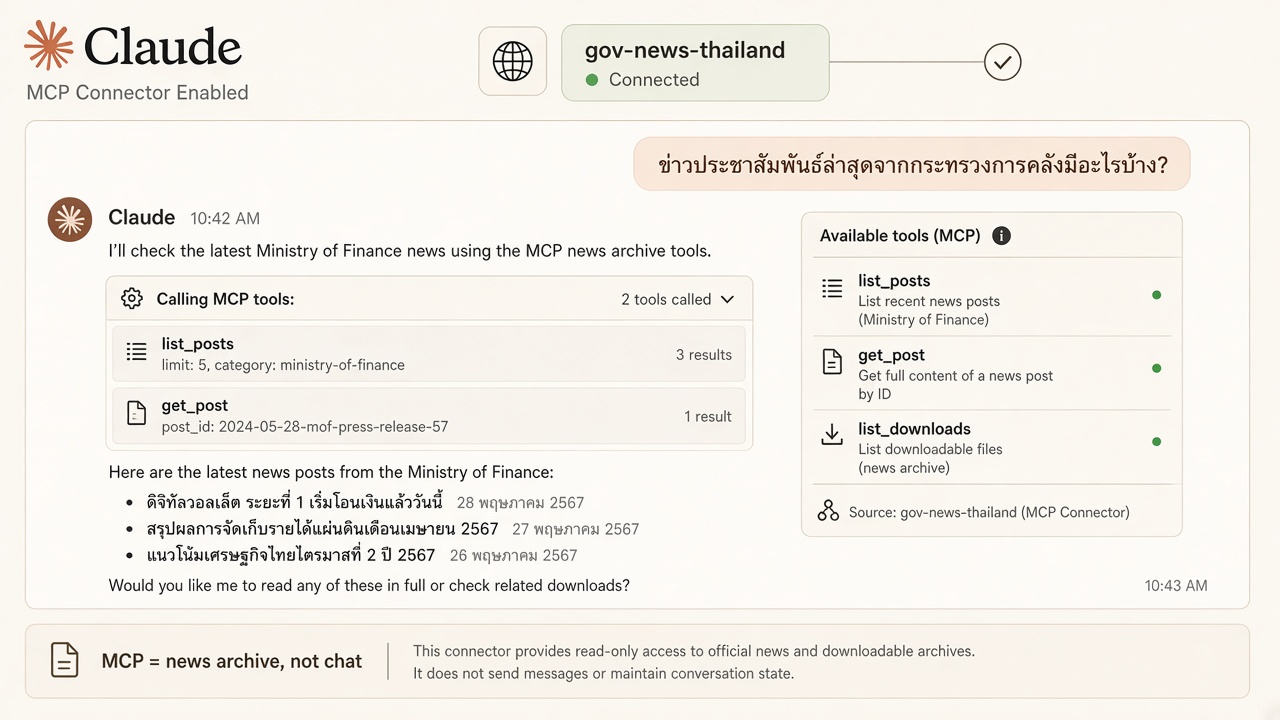 Claude
MCP Connector Enabled
gov-news-thailand
Connected
ข่าวประชาสัมพันธ์ล่าสุดจากกระทรวงการคลังมีอะไรบ้าง?
Claude 10:42 AM
I'll check the latest Ministry of Finance news using the MCP news archive tools.
Calling MCP tools: 2 tools called
list_posts
limit: 5, category: ministry-of-finance
3 results
get_post
post_id: 2024-05-28-mof-press-release-57
1 result
Here are the latest news posts from the Ministry of Finance:
• ดิจิทัลวอลเล็ต ระยะที่ 1 เริ่มโอนเงินแล้ววันนี้ 28 พฤษภาคม 2567
• สรุปผลการจัดเก็บรายได้แผ่นดินเดือนเมษายน 2567 27 พฤษภาคม 2567
• แนวโน้มเศรษฐกิจไทยไตรมาสที่ 2 ปี 2567 26 พฤษภาคม 2567
Would you like me to read any of these in full or check related downloads?
Available tools (MCP) i
list_posts
List recent news posts
(Ministry of Finance)
get_post
Get full content of a news post
by ID
list_downloads
List downloadable files
(news archive)
Source: gov-news-thailand (MCP Connector)
10:43 AM
MCP = news archive, not chat
This connector provides read-only access to official news and downloadable archives.
It does not send messages or maintain conversation state.